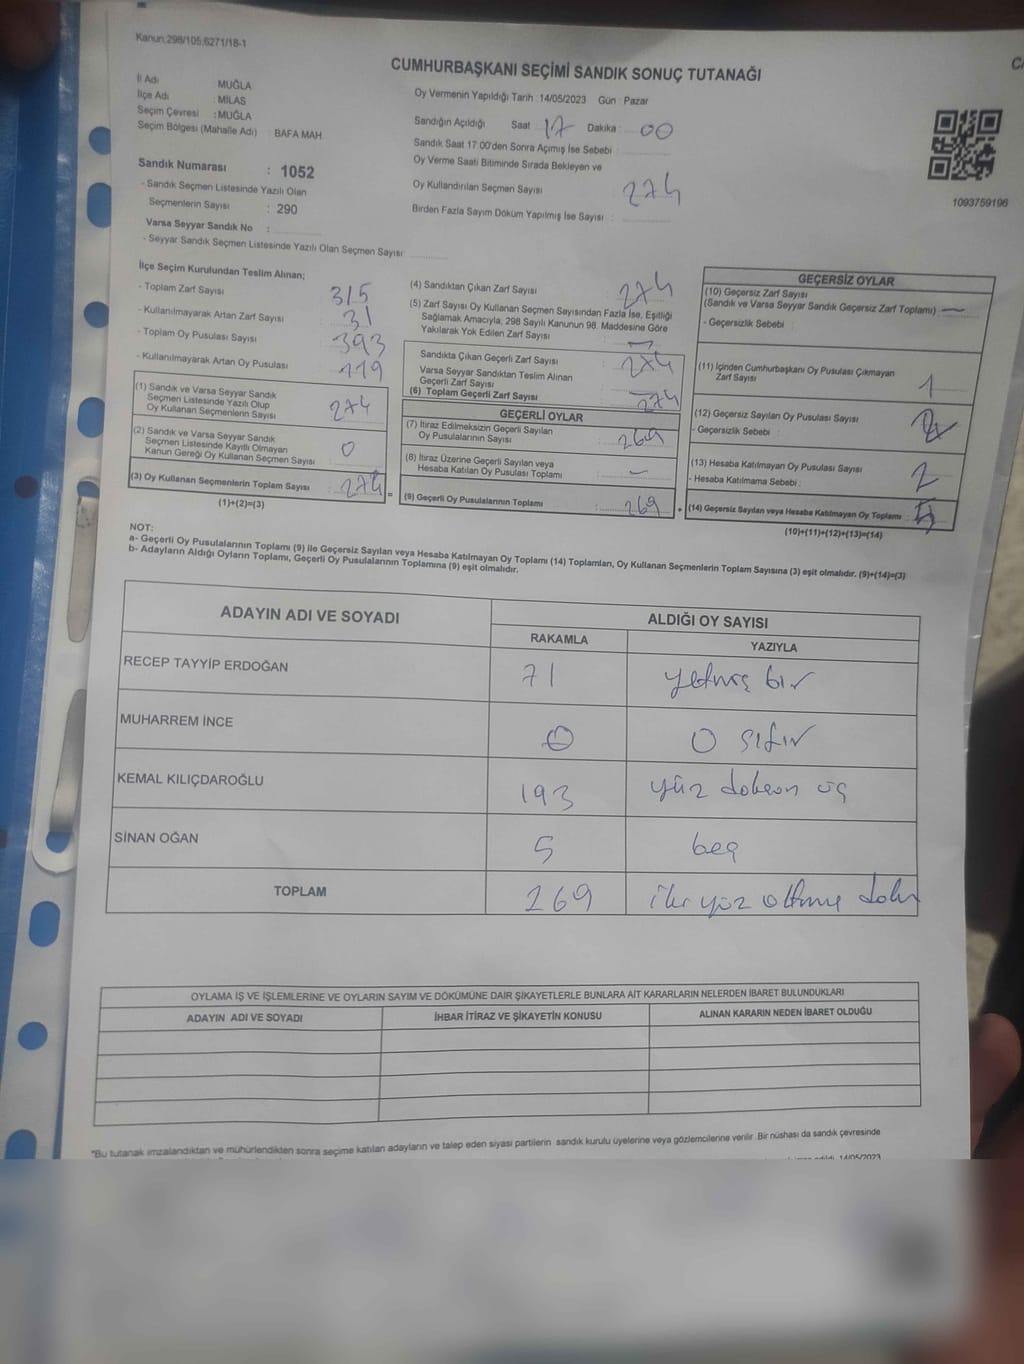 Kanun.298/105.6271/18-1
CUMHURBAŞKANI SEÇİMİ SANDIK SONUÇ TUTANAĞI
İl Adı : MUĞLA
İlçe Adı : MİLAS
Seçim Çevresi : MUĞLA
Seçim Bölgesi (Mahalle Adı) : BAFA MAH
Sandık Numarası : 1052
- Sandık Seçmen Listesinde Yazılı Olan
Seçmenlerin Sayısı : 290
Varsa Seyyar Sandık No :
- Seyyar Sandık Seçmen Listesinde Yazılı Olan Seçmen Sayısı:
Oy Vermenin Yapıldığı Tarih :14/05/2023 Gün : Pazar
Sandığın Açıldığı Saat : 17 Dakika : 00
Sandık Saat 17:00'den Sonra Açımış İse Sebebi :
Oy Verme Saati Bitiminde Sırada Bekleyen ve
Oy Kullandırılan Seçmen Sayısı : 274
Birden Fazla Sayım Döküm Yapılmış İse Sayısı :
1093759196
İlçe Seçim Kurulundan Teslim Alınan;
- Toplam Zarf Sayısı : 315
- Kullanılmayarak Artan Zarf Sayısı : 31
- Toplam Oy Pusulası Sayısı : 393
- Kullanılmayarak Artan Oy Pusulası : 119
(1) Sandık ve Varsa Seyyar Sandık
Seçmen Listesinde Yazılı Olup
Oy Kullanan Seçmenlerin Sayısı : 274
(2) Sandık ve Varsa Seyyar Sandık
Seçmen Listesinde Kayıtlı Olmayan
Kanun Gereği Oy Kullanan Seçmen Sayısı : 0
(3) Oy Kullanan Seçmenlerin Toplam Sayısı : 274 =
(1)+(2)=(3)
(4) Sandıktan Çıkan Zarf Sayısı : 274
(5) Zarf Sayısı Oy Kullanan Seçmen Sayısından Fazla İse, Eşitliği
Sağlamak Amacıyla, 298 Sayılı Kanunun 98. Maddesine Göre
Yakılarak Yok Edilen Zarf Sayısı : —
Sandıkta Çıkan Geçerli Zarf Sayısı : 274
Varsa Seyyar Sandıktan Teslim Alınan
Geçerli Zarf Sayısı
(6) Toplam Geçerli Zarf Sayısı : 274
GEÇERLİ OYLAR
(7) İtiraz Edilmeksizin Geçerli Sayılan
Oy Pusulalarının Sayısı : 269
(8) İtiraz Üzerine Geçerli Sayılan veya
Hesaba Katılan Oy Pusulası Toplamı : —
(9) Geçerli Oy Pusulalarının Toplamı : 269 +
GEÇERSİZ OYLAR
(10) Geçersiz Zarf Sayısı
(Sandık ve Varsa Seyyar Sandık Geçersiz Zarf Toplamı) : —
- Geçersizlik Sebebi :
(11) İçinden Cumhurbaşkanı Oy Pusulası Çıkmayan
Zarf Sayısı : 1
(12) Geçersiz Sayılan Oy Pusulası Sayısı :
- Geçersizlik Sebebi :
(13) Hesaba Katılmayan Oy Pusulası Sayısı : 2
- Hesaba Katılmama Sebebi :
(14) Geçersiz Sayılan veya Hesaba Katılmayan Oy Toplamı : 5
(10)+(11)+(12)+(13)=(14)
NOT:
a- Geçerli Oy Pusulalarının Toplamı (9) ile Geçersiz Sayılan veya Hesaba Katılmayan Oy Toplamı (14) Toplamları, Oy Kullanan Seçmenlerin Toplam Sayısına (3) eşit olmalıdır. (9)+(14)=(3)
b- Adayların Aldığı Oyların Toplamı, Geçerli Oy Pusulalarının Toplamına (9) eşit olmalıdır.
ADAYIN ADI VE SOYADI ALDIĞI OY SAYISI
RAKAMLA YAZIYLA
RECEP TAYYİP ERDOĞAN 71 yetmiş bir
MUHARREM İNCE 0 0 sıfır
KEMAL KILIÇDAROĞLU 193 yüz doksan üç
SİNAN OĞAN 5 beş
TOPLAM 269 iki yüz altmış doku
OYLAMA İŞ VE İŞLEMLERİNE VE OYLARIN SAYIM VE DÖKÜMÜNE DAİR ŞİKAYETLERLE BUNLARA AİT KARARLARIN NELERDEN İBARET BULUNDUKLARI
ADAYIN ADI VE SOYADI İHBAR İTİRAZ VE ŞİKAYETİN KONUSU ALINAN KARARIN NEDEN İBARET OLDUĞU
"Bu tutanak imzalandıktan ve mühürlendikten sonra seçime katılan adayların ve talep eden siyasi partilerin sandık kurulu üyelerine veya gözlemcilerine verilir. Bir nüshası da sandık çevresinde
14/05/2023